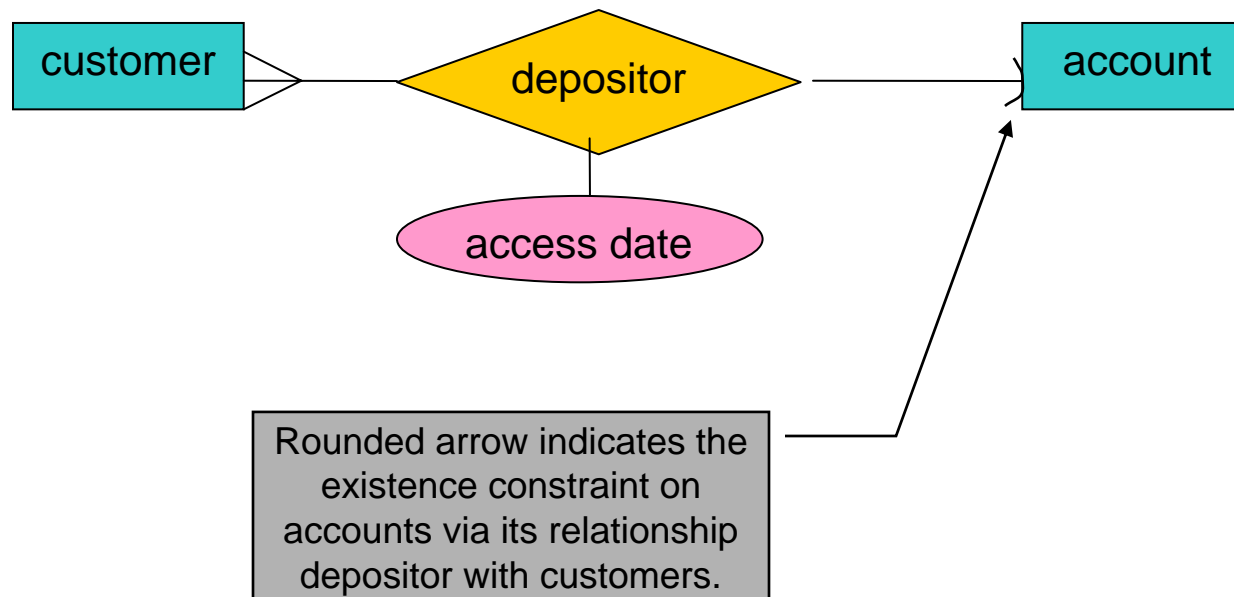 customer
depositor
account
access date
Rounded arrow indicates the
existence constraint on
accounts via its relationship
depositor with customers.